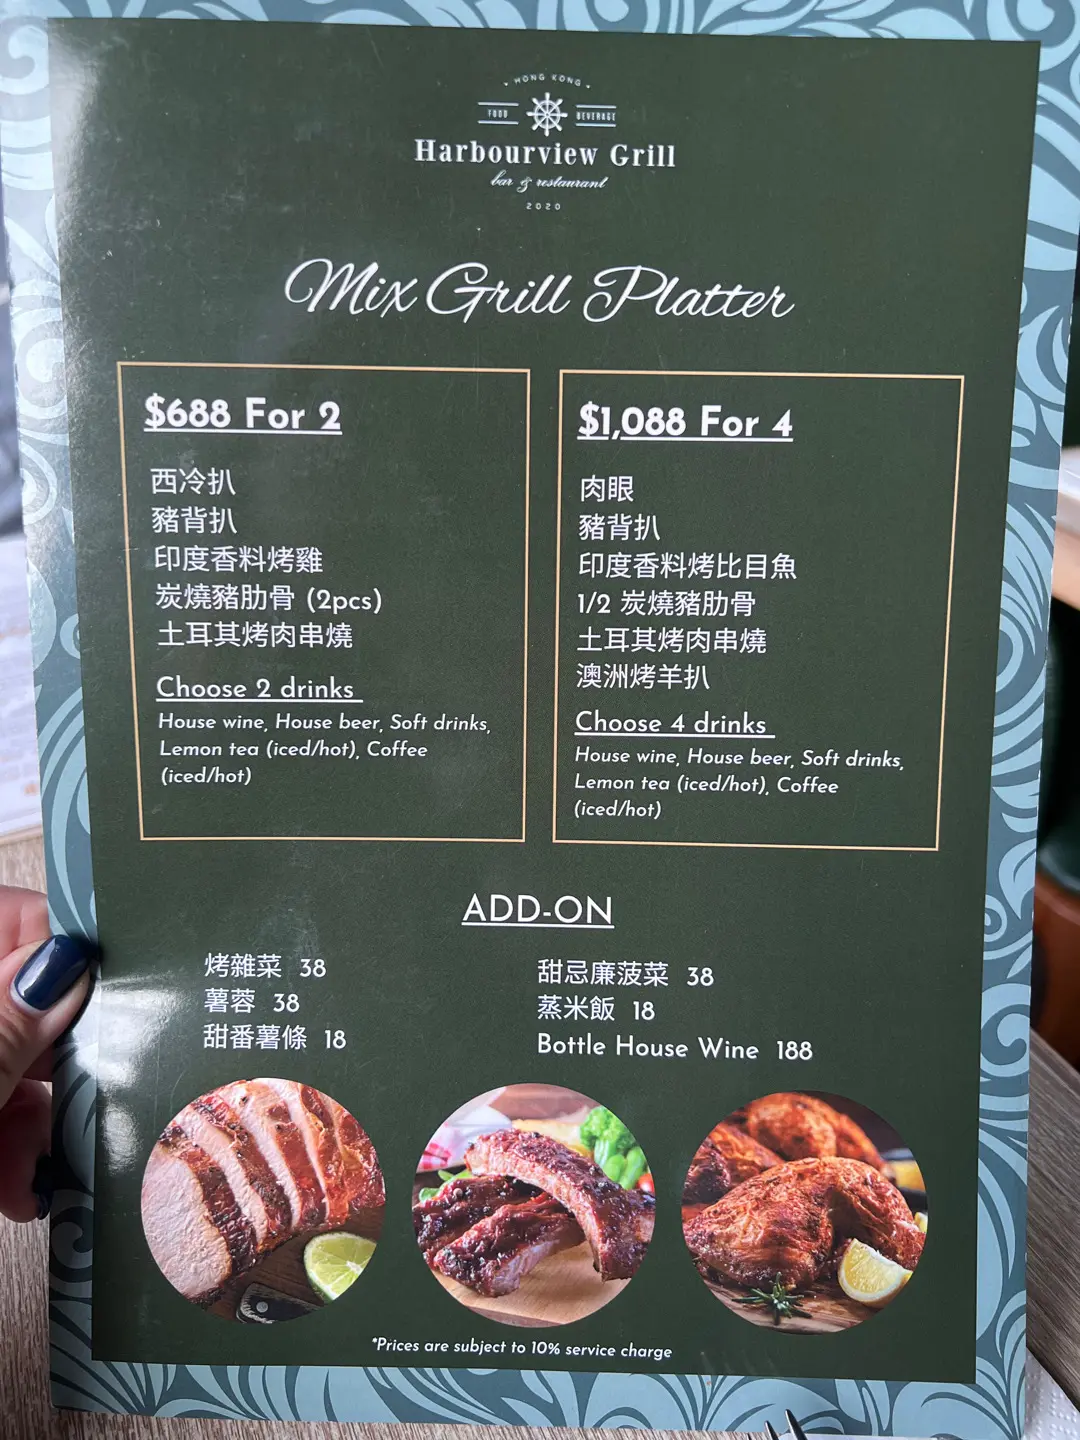 HONG KONG
FOOD BEVERAGE
Harbourview Grill
bar & restaurant
2020
Mix Grill Platter
$688 For 2
西冷扒
豬背扒
印度香料烤雞
炭燒豬肋骨 (2pcs)
土耳其烤肉串燒
Choose 2 drinks
House wine, House beer, Soft drinks,
Lemon tea (iced/hot), Coffee
(iced/hot)
$1,088 For 4
肉眼
豬背扒
印度香料烤比目魚
1/2 炭燒豬肋骨
土耳其烤肉串燒
澳洲烤羊扒
Choose 4 drinks
House wine, House beer, Soft drinks,
Lemon tea (iced/hot), Coffee
(iced/hot)
ADD-ON
烤雜菜 38
薯蓉 38
甜番薯條 18
甜忌廉菠菜 38
蒸米飯 18
Bottle House Wine 188
*Prices are subject to 10% service charge